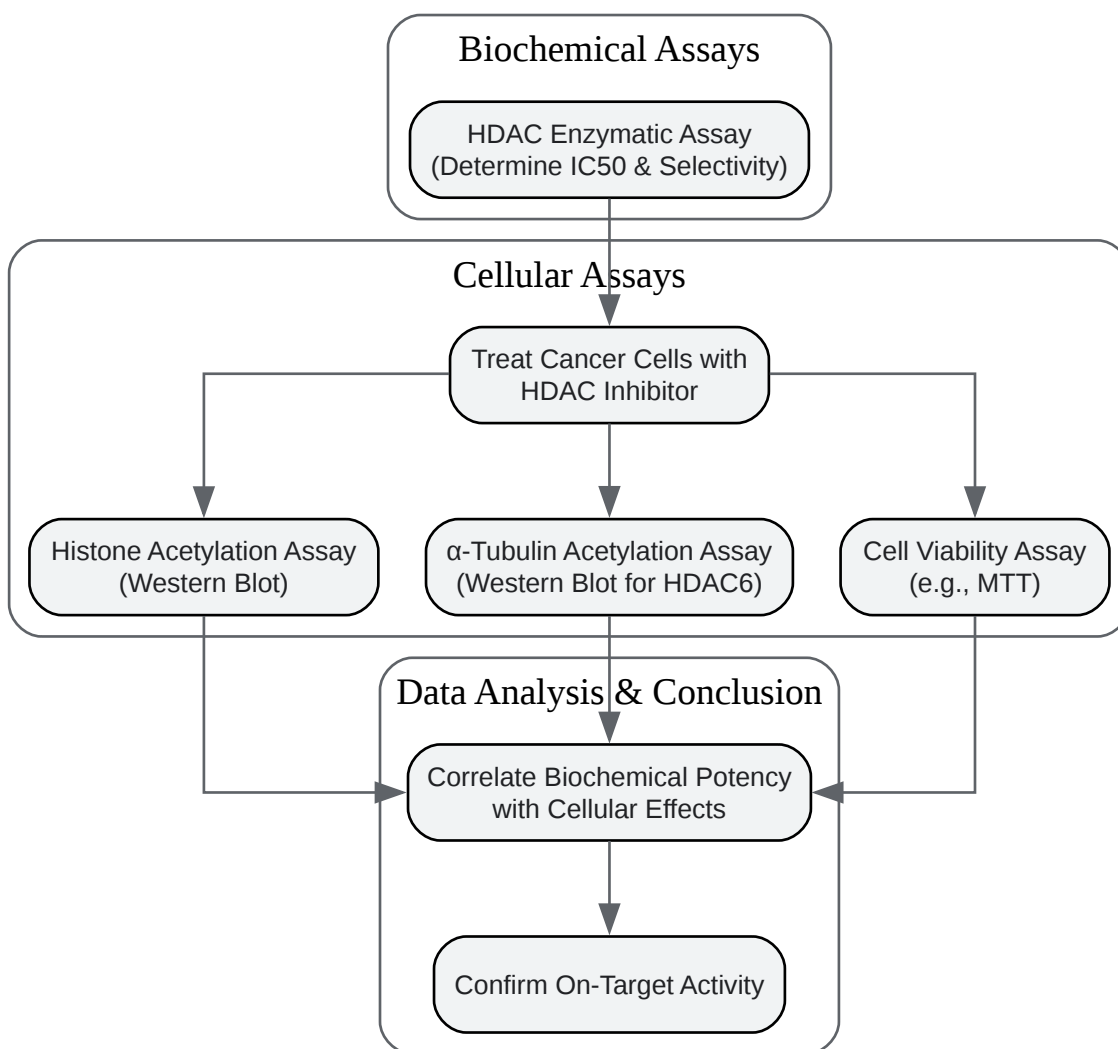 Biochemical Assays
HDAC Enzymatic Assay
(Determine IC50 & Selectivity)
Cellular Assays
Treat Cancer Cells with
HDAC Inhibitor
Histone Acetylation Assay
(Western Blot)
α-Tubulin Acetylation Assay
(Western Blot for HDAC6)
Cell Viability Assay
(e.g., MTT)
Data Analysis & Conclusion
Correlate Biochemical Potency
with Cellular Effects
Confirm On-Target Activity